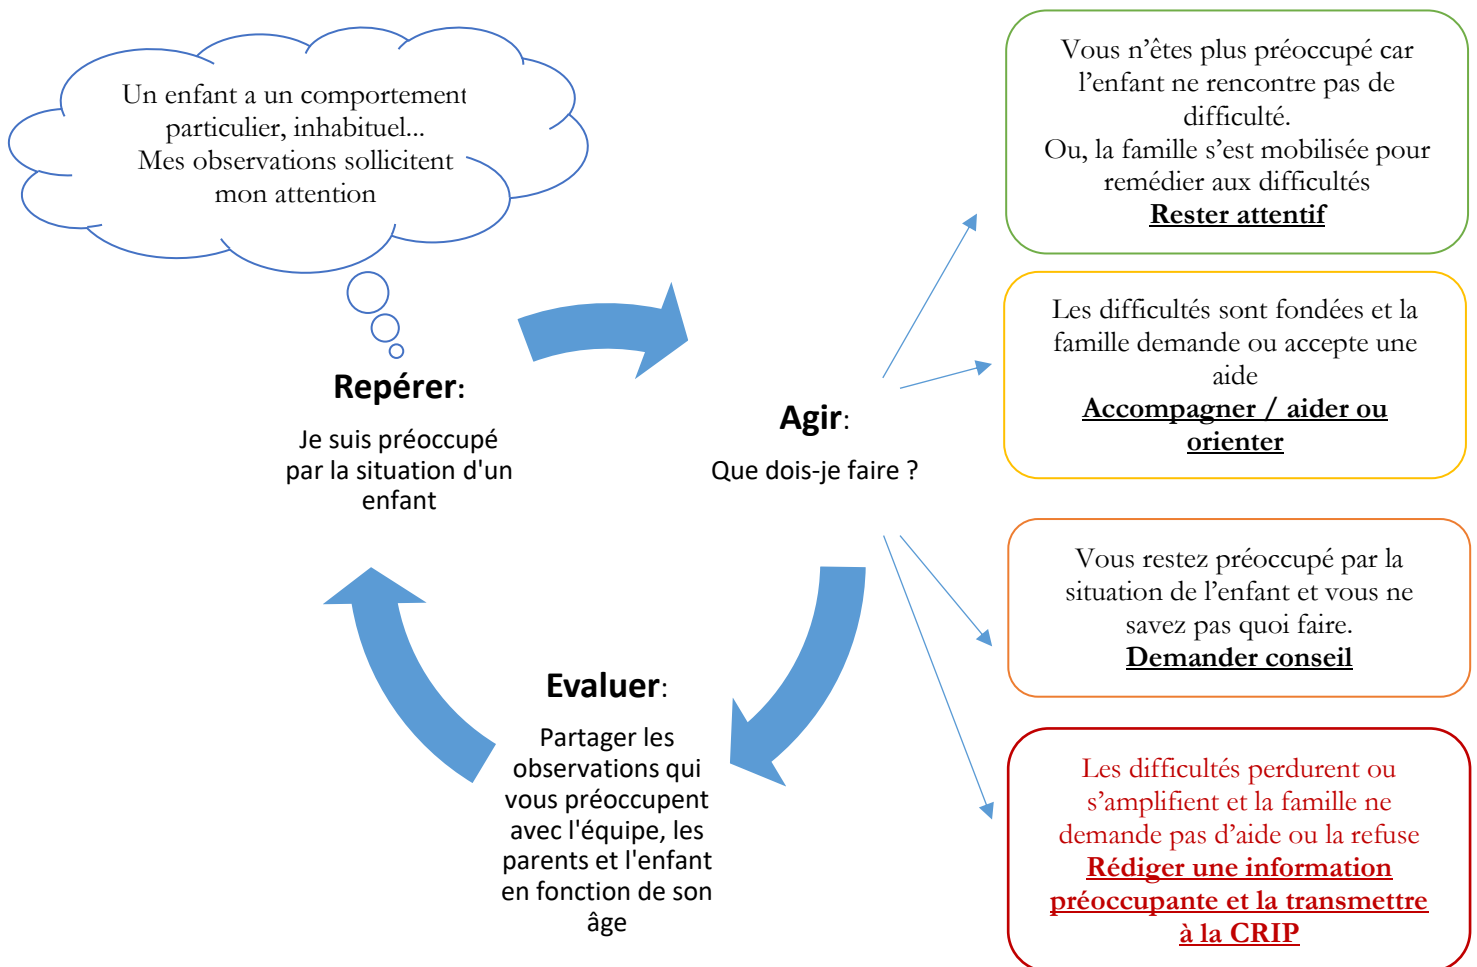 Un enfant a un comportement
particulier, inhabituel...
Mes observations sollicitent
mon attention
Repérer:
Je suis préoccupé
par la situation d'un
enfant
Agir:
Que dois-je faire ?
Evaluer:
Partager les
observations qui
vous préoccupent
avec l'équipe, les
parents et l'enfant
en fonction de son
âge
Vous n’êtes plus préoccupé car
l’enfant ne rencontre pas de
difficulté.
Ou, la famille s’est mobilisée pour
remédier aux difficultés
Rester attentif
Les difficultés sont fondées et la
famille demande ou accepte une
aide
Accompagner / aider ou
orienter
Vous restez préoccupé par la
situation de l’enfant et vous ne
savez pas quoi faire.
Demander conseil
Les difficultés perdurent ou
s’amplifient et la famille ne
demande pas d’aide ou la refuse
Rédiger une information
préoccupante et la transmettre
à la CRIP